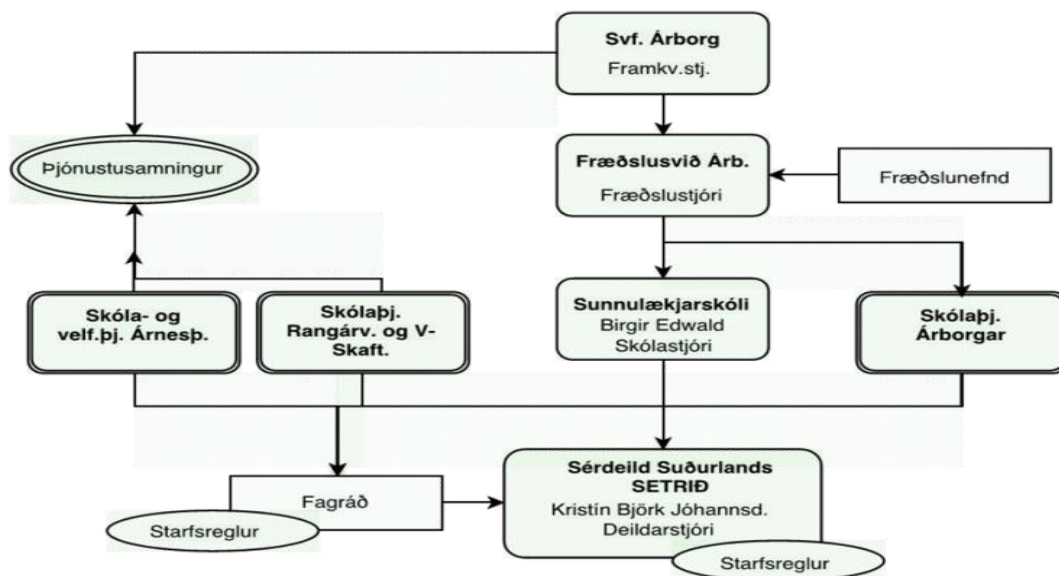 Svf. Árborg
Framkv.stj.
Þjónustusamningur
Fræðslusvið Árb.
Fræðslustjóri
Fræðslunefnd
Skóla- og
velf.þj. Árnesþ.
Skólaþj.
Rangárv. og V-
Skaft.
Sunnulækjarskóli
Birgir Edwald
Skólastjóri
Skólaþj.
Árborgar
Fagráð
Starfsreglur
Sérdeild Suðurlands
SETRIÐ
Kristín Björk Jóhannsd.
Deildarstjóri
Starfsreglur